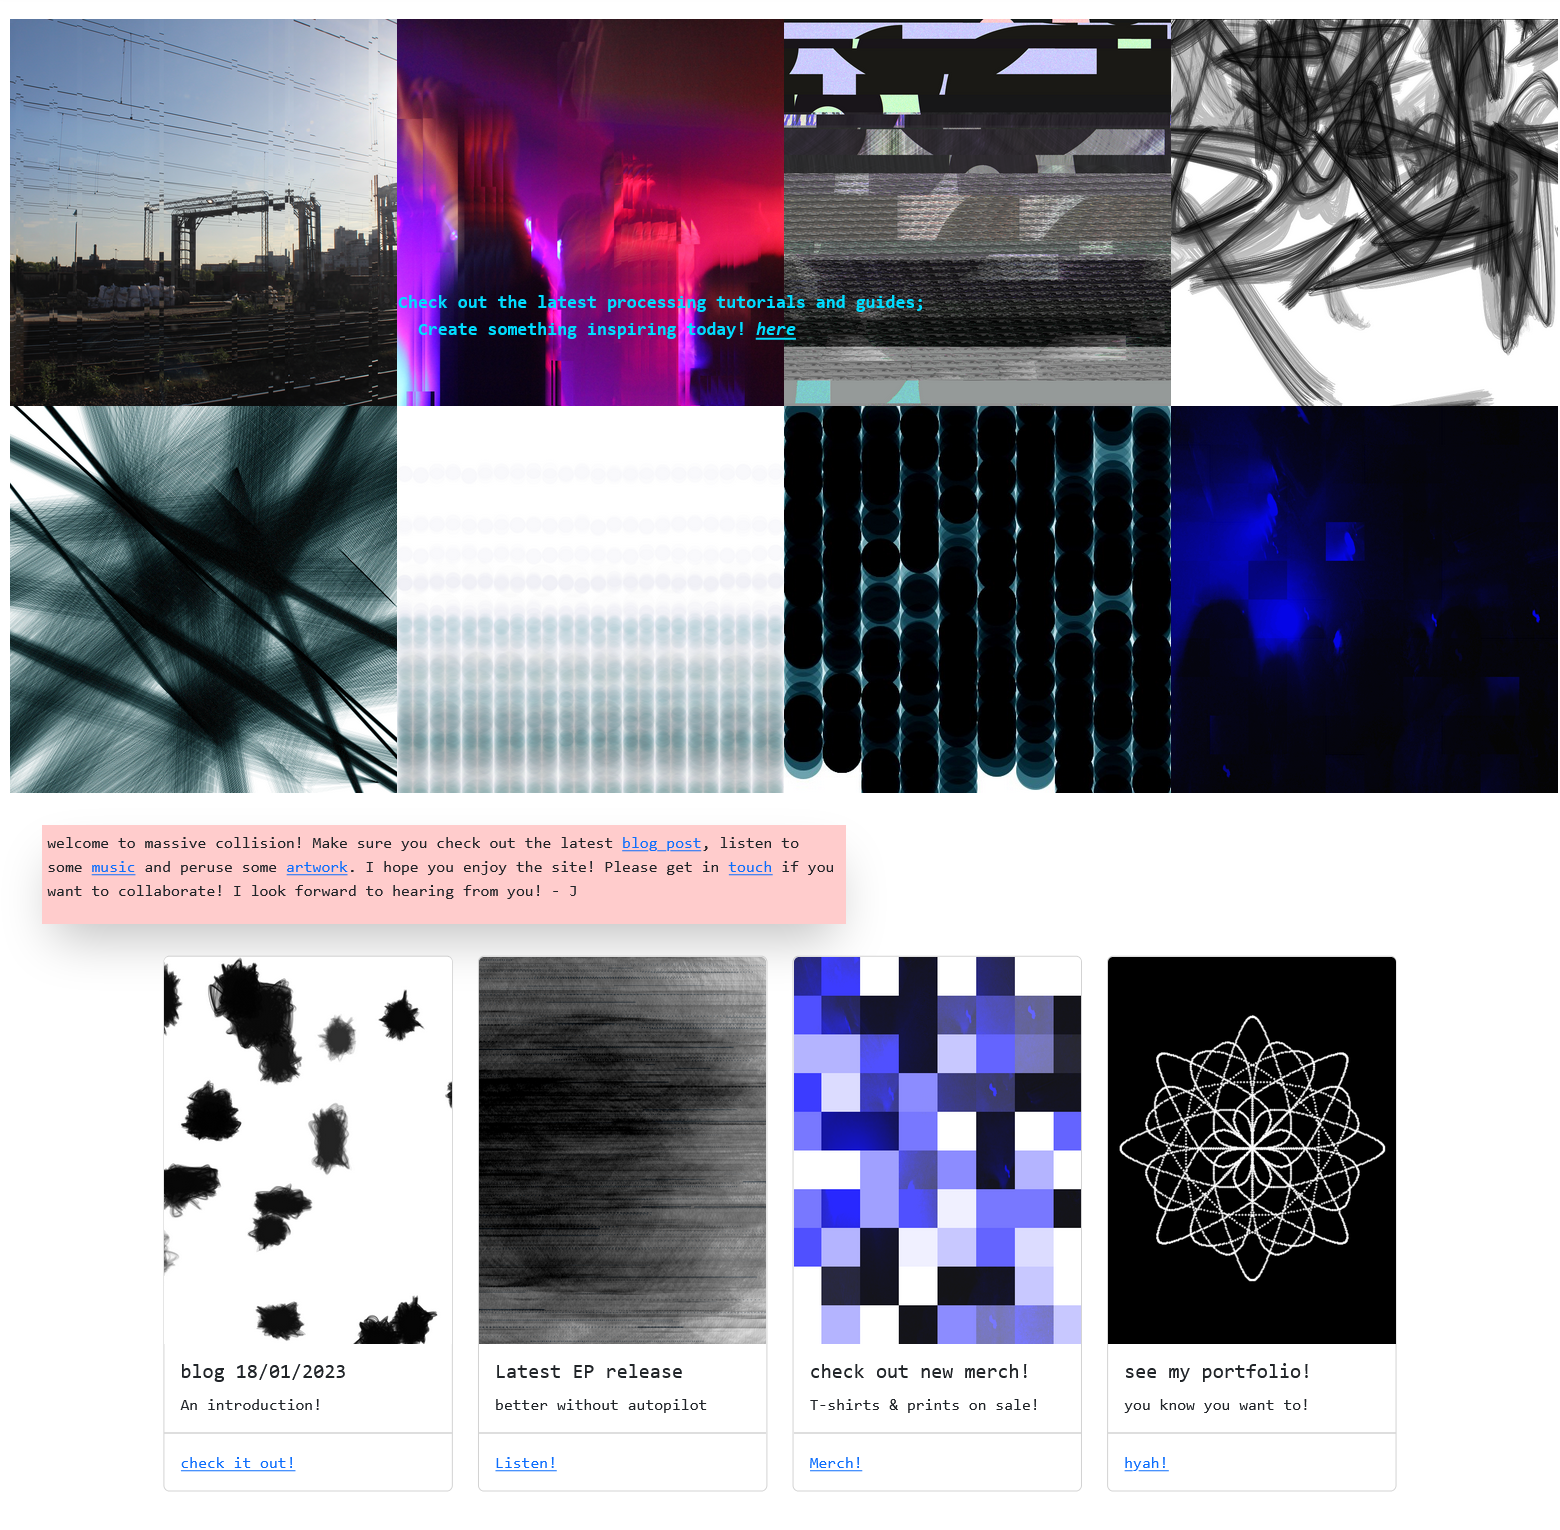 Check out the latest processing tutorials and guides;
Create something inspiring today! here
welcome to massive collision! Make sure you check out the latest blog post, listen to
some music and peruse some artwork. I hope you enjoy the site! Please get in touch if you
want to collaborate! I look forward to hearing from you! - J
blog 18/01/2023
An introduction!
check it out!
Latest EP release
better without autopilot
Listen!
check out new merch!
T-shirts & prints on sale!
Merch!
see my portfolio!
you know you want to!
hyah!